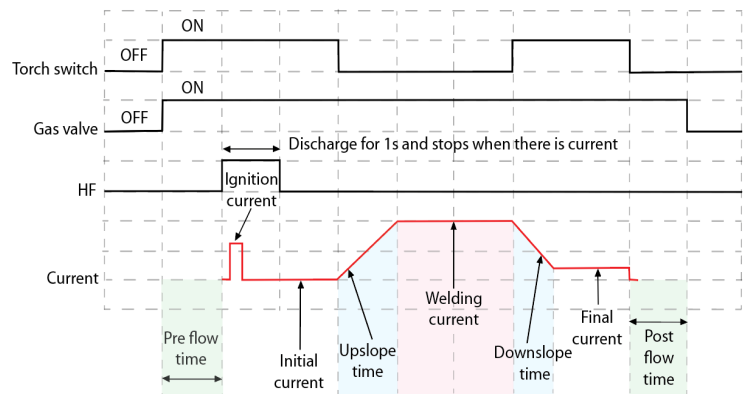 ON
OFF
Torch switch
ON
OFF
Gas valve
Discharge for 1s and stops when there is current
HF
Ignition
current
Current
Welding
current
Final
current
Pre flow
time
Initial
current
Upslope
time
Downslope
time
Post
flow
time